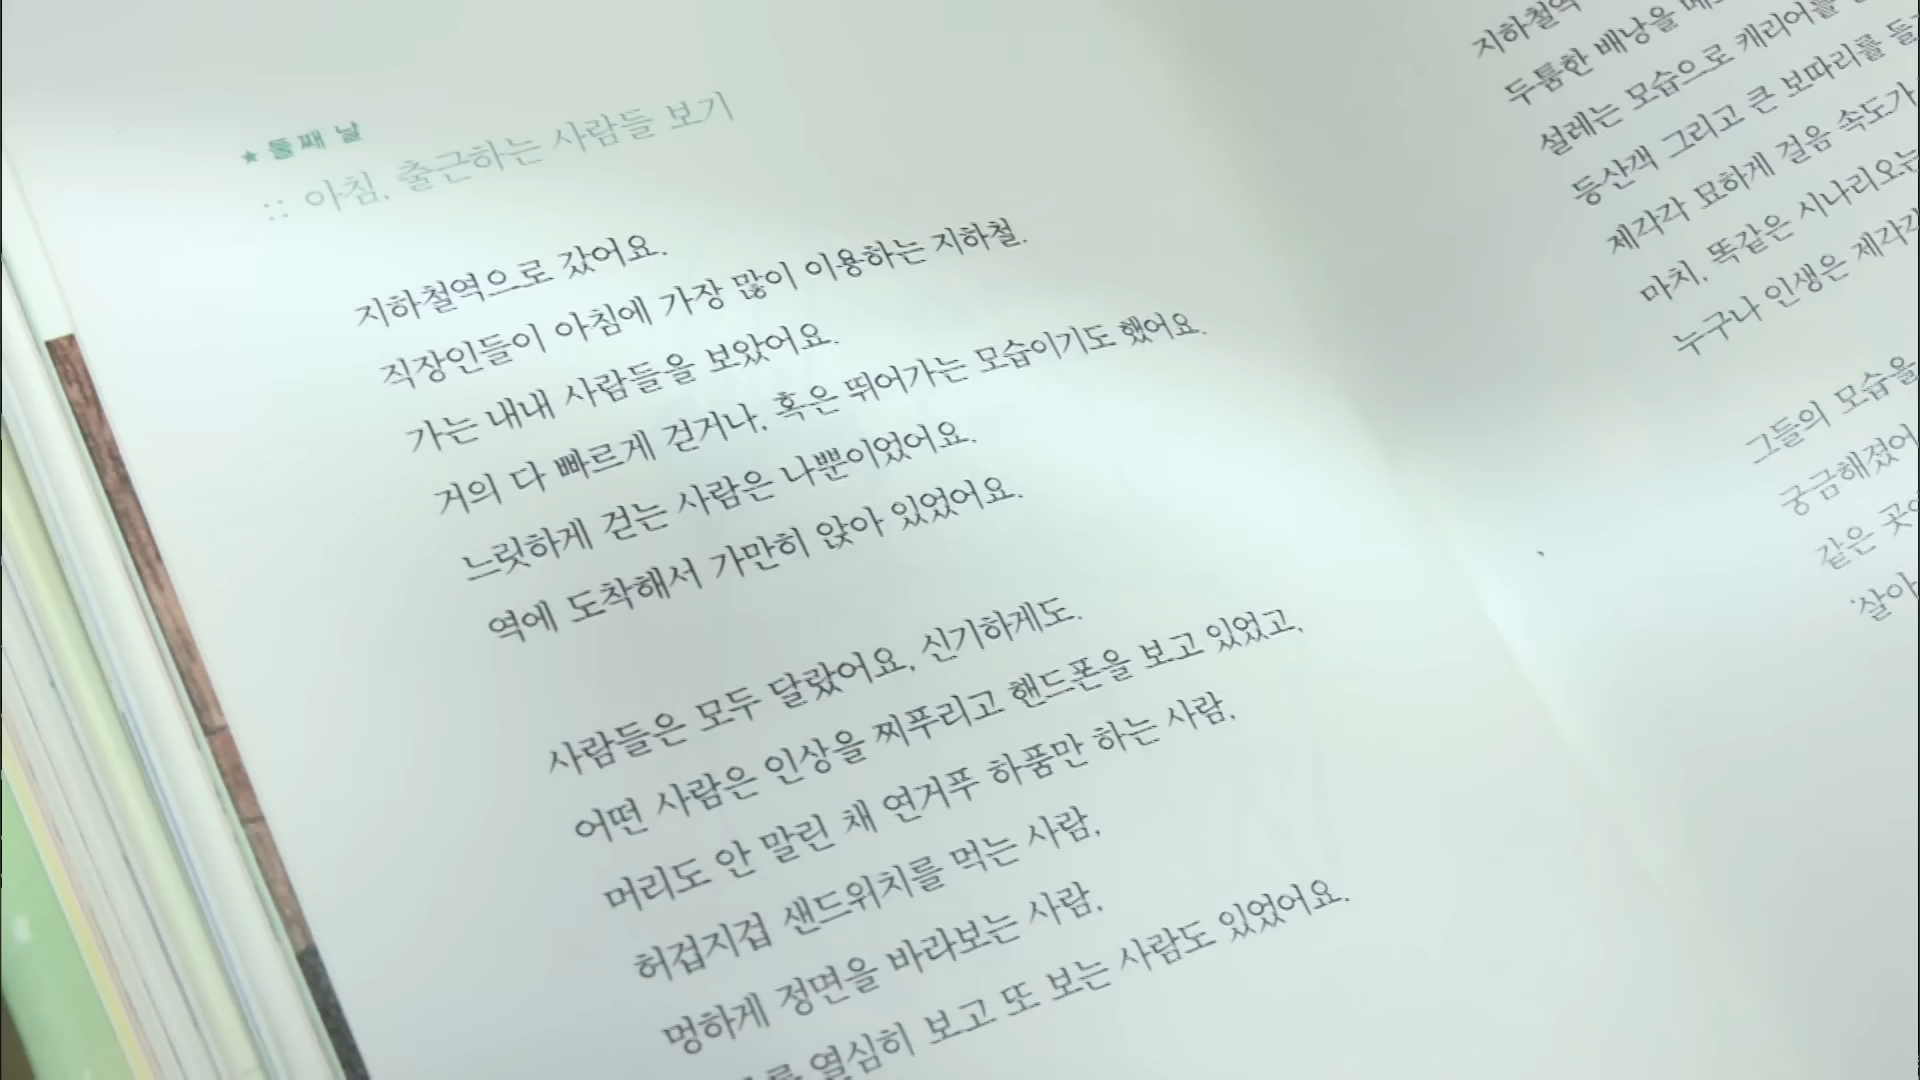 ★ 둘째 날
:: 아침, 출근하는 사람들 보기
지하철역으로 갔어요.
직장인들이 아침에 가장 많이 이용하는 지하철.
가는 내내 사람들을 보았어요.
거의 다 빠르게 걷거나, 혹은 뛰어가는 모습이기도 했어요.
느릿하게 걷는 사람은 나뿐이었어요.
역에 도착해서 가만히 앉아 있었어요.
사람들은 모두 달랐어요, 신기하게도.
어떤 사람은 인상을 찌푸리고 핸드폰을 보고 있었고,
머리도 안 말린 채 연거푸 하품만 하는 사람,
허겁지겁 샌드위치를 먹는 사람,
멍하게 정면을 바라보는 사람,
열심히 보고 또 보는 사람도 있었어요.
지하철역
두툼한 배낭을
설레는 모습으로 캐리어를
등산객 그리고 큰 보따리를
제각각 묘하게 걸음 속도가
마치, 똑같은 시나리오는
누구나 인생은 제각각
그들의 모습을
궁금해졌어
같은 곳에
'살아